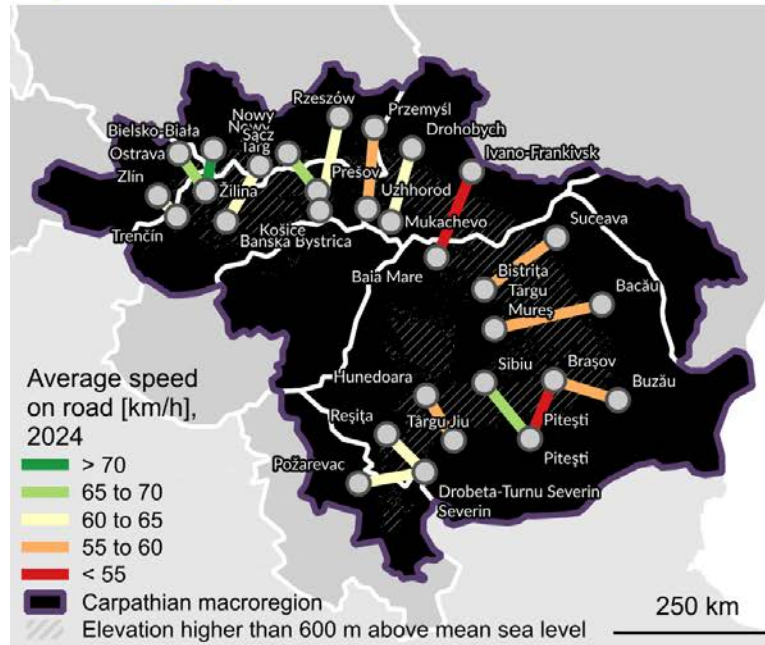 Rzeszów
Przemyśl
Nowy
Nowy
Sącz
Targ
Bielsko-Biała
Drohobych
Ostrava
Ivano-Frankivsk
Zlín
Žilina
Prešov
Uzhhorod
Trenčín
Košice
Banska Bystrica
Mukachevo
Suceava
Baia Mare
Bistrița
Târgu
Mureș
Bacău
Hunedoara
Sibiu
Brașov
Buzău
Reșița
Târgu Jiu
Pitești
Pitești
Požarevac
Drobeta-Turnu Severin
Severin
Average speed
on road [km/h],
2024
> 70
65 to 70
60 to 65
55 to 60
< 55
Carpathian macroregion
250 km
Elevation higher than 600 m above mean sea level